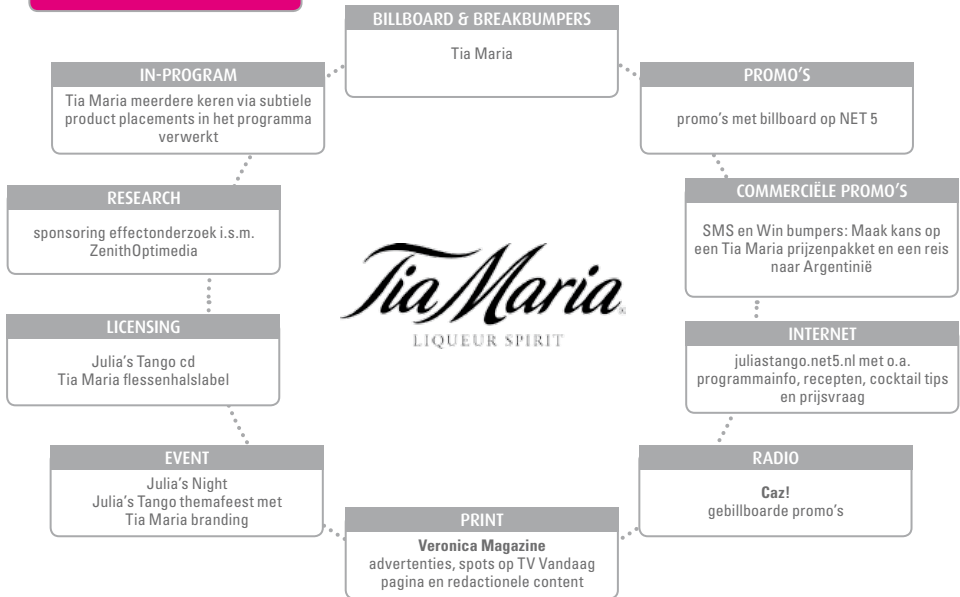 BILLBOARD & BREAKBUMPERS
Tia Maria
IN-PROGRAM
Tia Maria meerdere keren via subtiele
product placements in het programma
verwerkt
PROMO'S
promo's met billboard op NET 5
RESEARCH
sponsoring effectonderzoek i.s.m.
ZenithOptimedia
COMMERCIËLE PROMO'S
SMS en Win bumpers: Maak kans op
een Tia Maria prijzenpakket en een reis
naar Argentinië
Tia Maria®
LIQUEUR SPIRIT
LICENSING
Julia's Tango cd
Tia Maria flessenhalslabel
INTERNET
juliastango.net5.nl met o.a.
programmainfo, recepten, cocktail tips
en prijsvraag
EVENT
Julia's Night
Julia's Tango themafeest met
Tia Maria branding
RADIO
Caz!
gebillboarde promo's
PRINT
Veronica Magazine
advertenties, spots op TV Vandaag
pagina en redactionele content